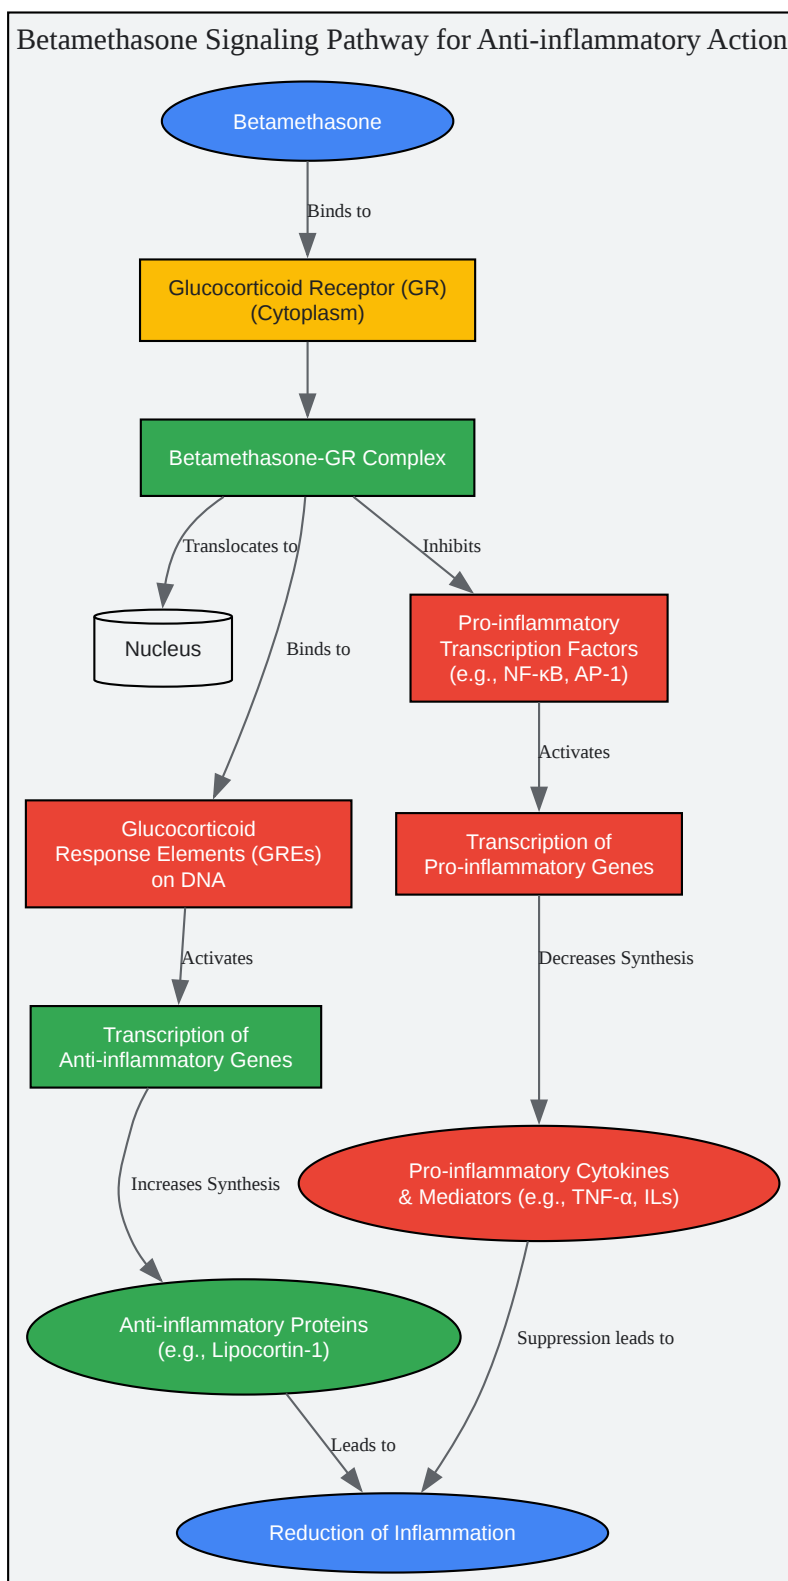 Betamethasone Signaling Pathway for Anti-inflammatory Action
Betamethasone
Binds to
Glucocorticoid Receptor (GR)
(Cytoplasm)
Betamethasone-GR Complex
Translocates to
Inhibits
Nucleus
Binds to
Pro-inflammatory
Transcription Factors
(e.g., NF-κB, AP-1)
Activates
Glucocorticoid
Response Elements (GREs)
on DNA
Transcription of
Pro-inflammatory Genes
Activates
Decreases Synthesis
Transcription of
Anti-inflammatory Genes
Increases Synthesis
Pro-inflammatory Cytokines
& Mediators (e.g., TNF-α, ILs)
Anti-inflammatory Proteins
(e.g., Lipocortin-1)
Suppression leads to
Leads to
Reduction of Inflammation